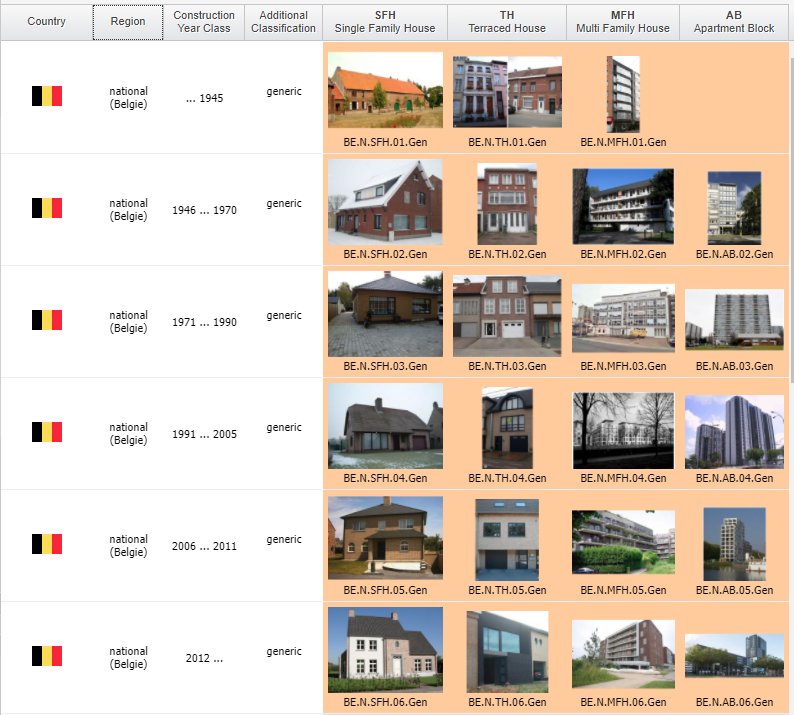 Country
Region
Construction
Year Class
Additional
Classification
SFH
Single Family House
TH
Terraced House
MFH
Multi Family House
AB
Apartment Block
national
(Belgie)
... 1945
generic
BE.N.SFH.01.Gen
BE.N.TH.01.Gen
BE.N.MFH.01.Gen
national
(Belgie)
1946 ... 1970
generic
BE.N.SFH.02.Gen
BE.N.TH.02.Gen
BE.N.MFH.02.Gen
BE.N.AB.02.Gen
national
(Belgie)
1971 ... 1990
generic
BE.N.SFH.03.Gen
BE.N.TH.03.Gen
BE.N.MFH.03.Gen
BE.N.AB.03.Gen
national
(Belgie)
1991 ... 2005
generic
BE.N.SFH.04.Gen
BE.N.TH.04.Gen
BE.N.MFH.04.Gen
BE.N.AB.04.Gen
national
(Belgie)
2006 ... 2011
generic
BE.N.SFH.05.Gen
BE.N.TH.05.Gen
BE.N.MFH.05.Gen
BE.N.AB.05.Gen
national
(Belgie)
2012 ...
generic
BE.N.SFH.06.Gen
BE.N.TH.06.Gen
BE.N.MFH.06.Gen
BE.N.AB.06.Gen